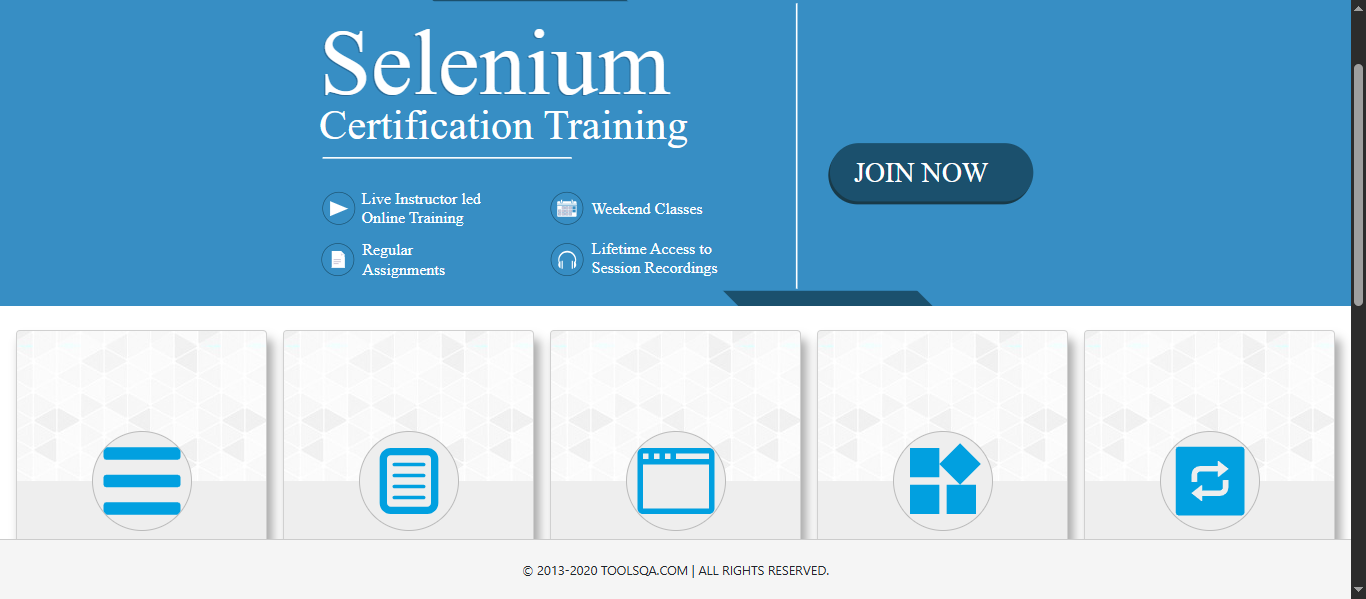 Selenium
Certification Training
Live Instructor led
Online Training
Weekend Classes
Regular
Assignments
Lifetime Access to
Session Recordings
JOIN NOW
© 2013-2020 TOOLSQA.COM | ALL RIGHTS RESERVED.